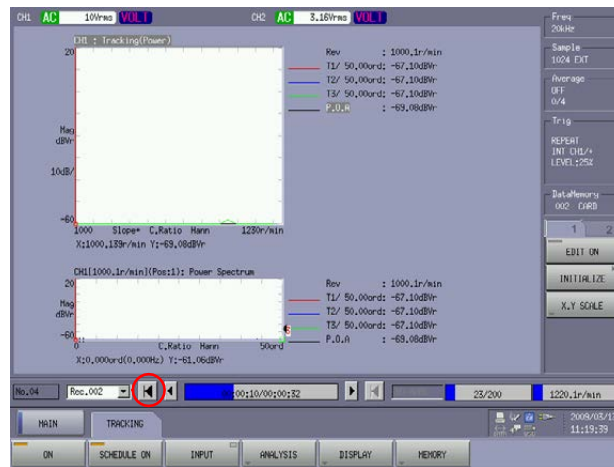 CH1 AC 10Vrms VOLT CH2 AC 3.16Vrms VOLT
CH1 : Tracking(Power)
20
Mag
dBVr
10dB/
-60
1000 Slope+ C.Ratio Hann 1230r/min
X:1000.139r/min Y:-69.08dBVr
Rev : 1000.1r/min
T1/ 50.00ord: -67.10dBVr
T2/ 50.00ord: -67.10dBVr
T3/ 50.00ord: -67.10dBVr
P.O.A : -69.08dBVr
CH1[1000.1r/min](Pos:1): Power Spectrum
20
Mag
dBVr
-60
0 C.Ratio Hann 50ord
X:0.000ord(0.000Hz) Y:-61.06dBVr
Rev : 1000.1r/min
T1/ 50.00ord: -67.10dBVr
T2/ 50.00ord: -67.10dBVr
T3/ 50.00ord: -67.10dBVr
P.O.A : -69.08dBVr
Freq
20kHz
Sample
1024 EXT
Average
OFF
0/4
Trig
REPEAT
INT CH1/+
LEVEL:25%
DataMemory
002 CARD
1 2
EDIT ON
INITIALIZE
X.Y SCALE
No.04 Rec.002 00:00:10/00:00:32 23/200 1220.1r/min
MAIN TRACKING
11:19:39
ON SCHEDULE ON INPUT ANALYSIS DISPLAY MEMORY